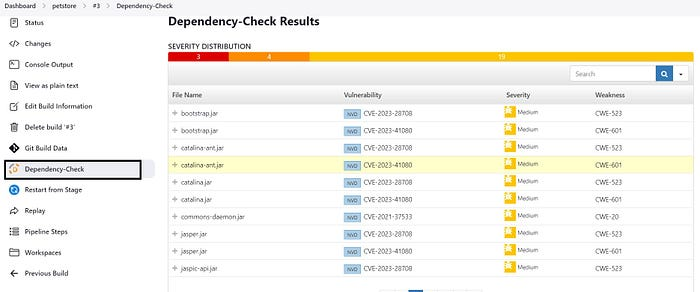 Dashboard > petstore > #3 > Dependency-Check
Status
Changes
Console Output
View as plain text
Edit Build Information
Delete build '#3'
Git Build Data
Dependency-Check
Restart from Stage
Replay
Pipeline Steps
Workspaces
Previous Build
Dependency-Check Results
SEVERITY DISTRIBUTION
3 4 19
Search
File Name Vulnerability Severity Weakness
+ bootstrap.jar NVD CVE-2023-28708 Medium CWE-523
+ bootstrap.jar NVD CVE-2023-41080 Medium CWE-601
+ catalina-ant.jar NVD CVE-2023-28708 Medium CWE-523
+ catalina-ant.jar NVD CVE-2023-41080 Medium CWE-601
+ catalina.jar NVD CVE-2023-28708 Medium CWE-523
+ catalina.jar NVD CVE-2023-41080 Medium CWE-601
+ commons-daemon.jar NVD CVE-2021-37533 Medium CWE-20
+ jasper.jar NVD CVE-2023-28708 Medium CWE-523
+ jasper.jar NVD CVE-2023-41080 Medium CWE-601
+ jaspic-api.jar NVD CVE-2023-28708 Medium CWE-523